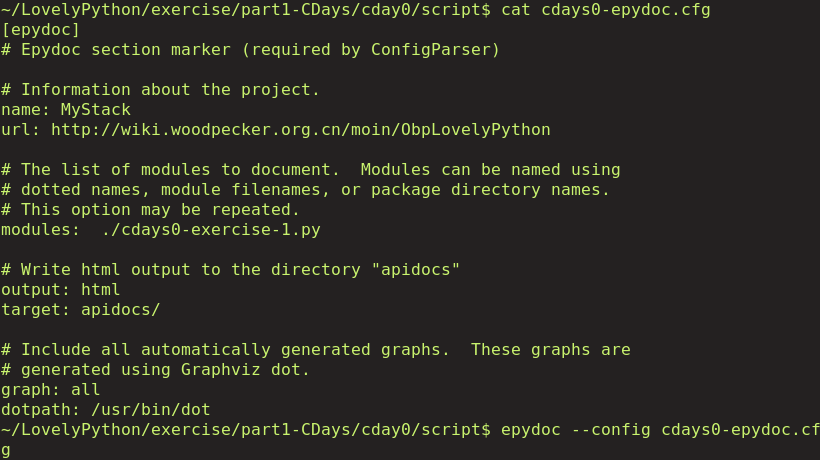 ~/LovelyPython/exercise/part1-CDays/cday0/script$ cat cdays0-epydoc.cfg
[epydoc]
# Epydoc section marker (required by ConfigParser)
# Information about the project.
name: MyStack
url: http://wiki.woodpecker.org.cn/moin/ObpLovelyPython
# The list of modules to document.  Modules can be named using
# dotted names, module filenames, or package directory names.
# This option may be repeated.
modules:  ./cdays0-exercise-1.py
# Write html output to the directory "apidocs"
output: html
target: apidocs/
# Include all automatically generated graphs.  These graphs are
# generated using Graphviz dot.
graph: all
dotpath: /usr/bin/dot
~/LovelyPython/exercise/part1-CDays/cday0/script$ epydoc --config cdays0-epydoc.cf
g